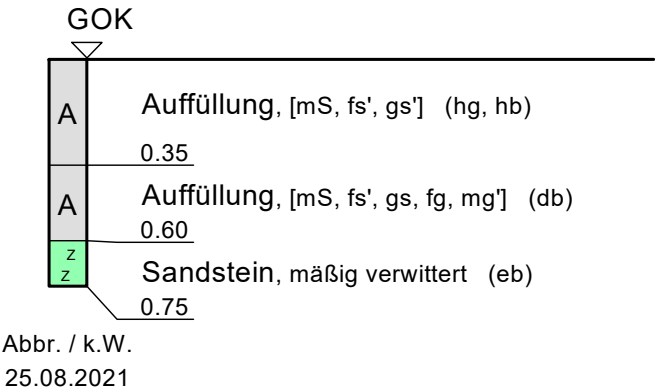 GOK
A
Auffüllung, [mS, fs', gs'] (hg, hb)
0.35
A
Auffüllung, [mS, fs', gs, fg, mg'] (db)
0.60
z
z
Sandstein, mäßig verwittert (eb)
0.75
Abbr. / k.W.
25.08.2021